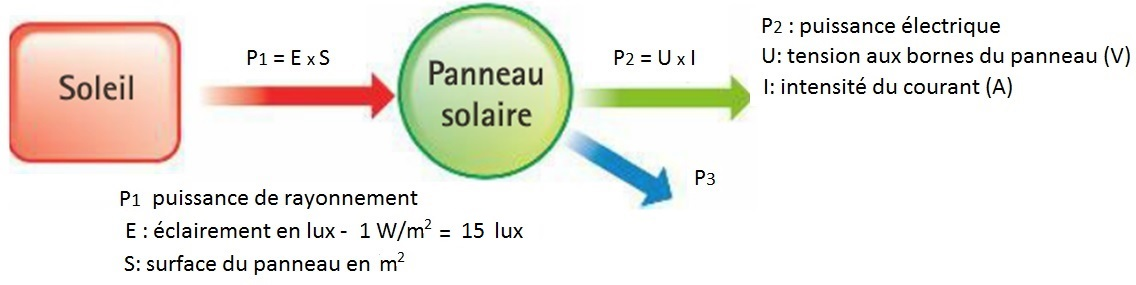 Soleil
P1 = E x S
Panneau
solaire
P2 = U x I
P3
P2 : puissance électrique
U: tension aux bornes du panneau (V)
I: intensité du courant (A)
P1 puissance de rayonnement
E : éclairement en lux - 1 W/m² = 15 lux
S: surface du panneau en m²